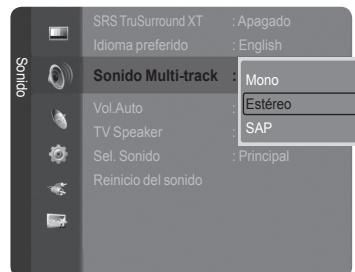 Sonido
SRS TruSurround XT : Apagado
Idioma preferido : English
Sonido Multi-track :
Mono
Estéreo
SAP
Vol.Auto :
TV Speaker :
Sel. Sonido : Principal
Reinicio del sonido